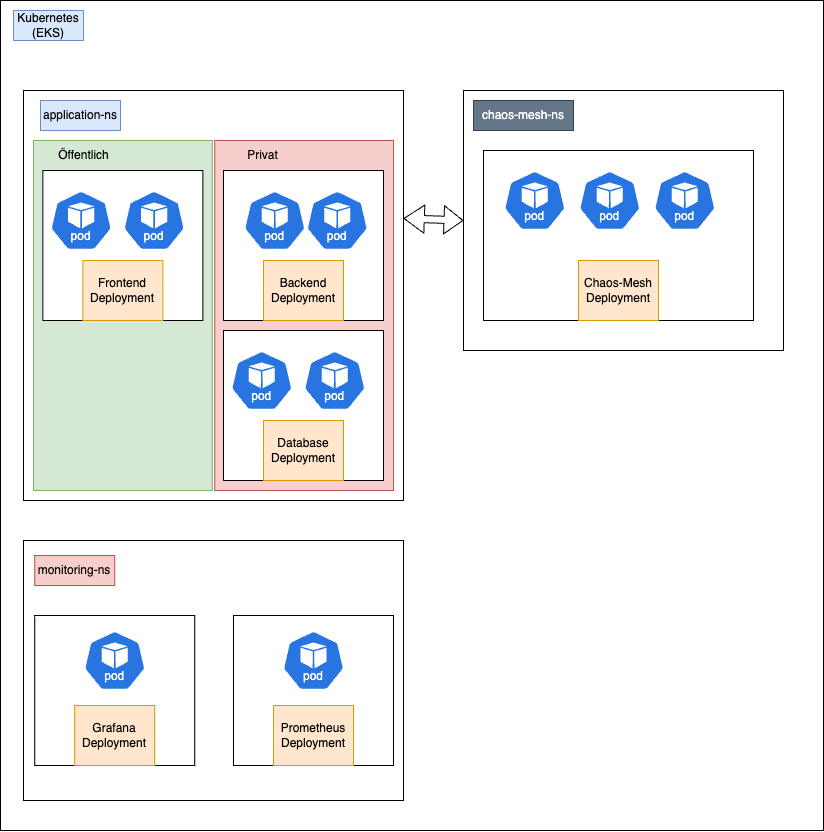 Kubernetes
(EKS)
application-ns
Öffentlich
Privat
pod
pod
pod
pod
Frontend
Deployment
Backend
Deployment
pod
pod
Database
Deployment
chaos-mesh-ns
pod
pod
pod
Chaos-Mesh
Deployment
monitoring-ns
pod
pod
Grafana
Deployment
Prometheus
Deployment